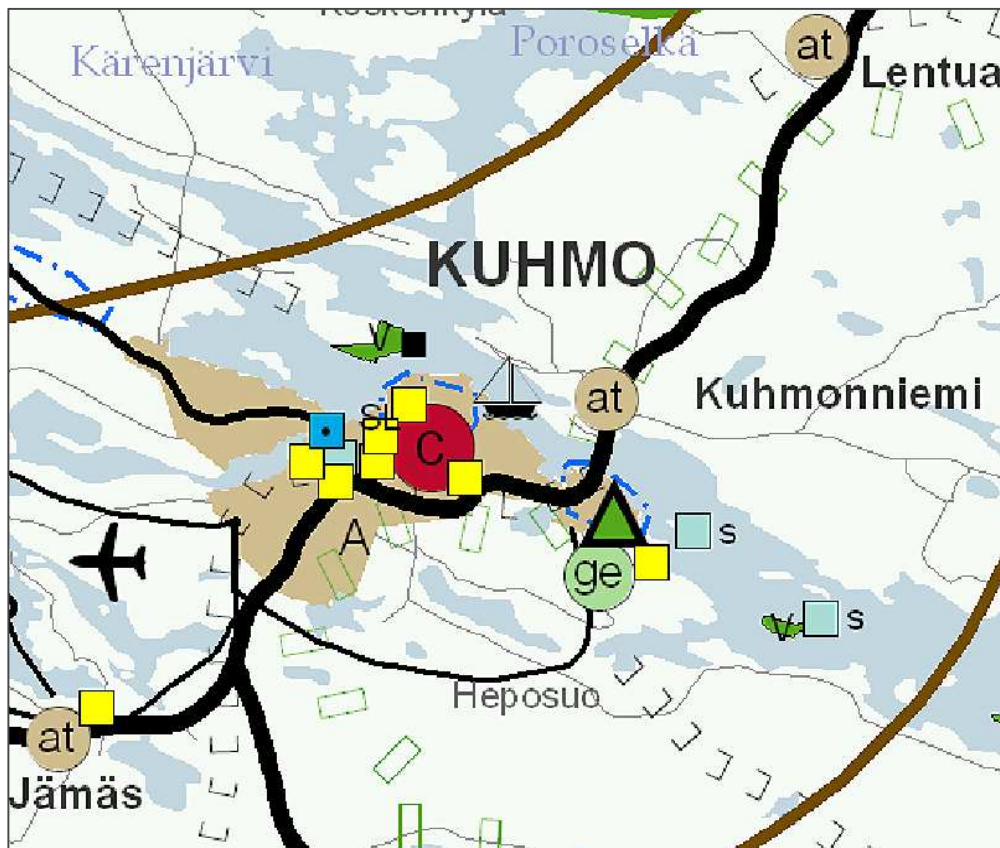 Kärenjärvi
Poroselkä
at
Lentua
KUHMO
V
at
Kuhmonniemi
sL
C
A
s
ge
V
s
Heposuo
at
Jämäs